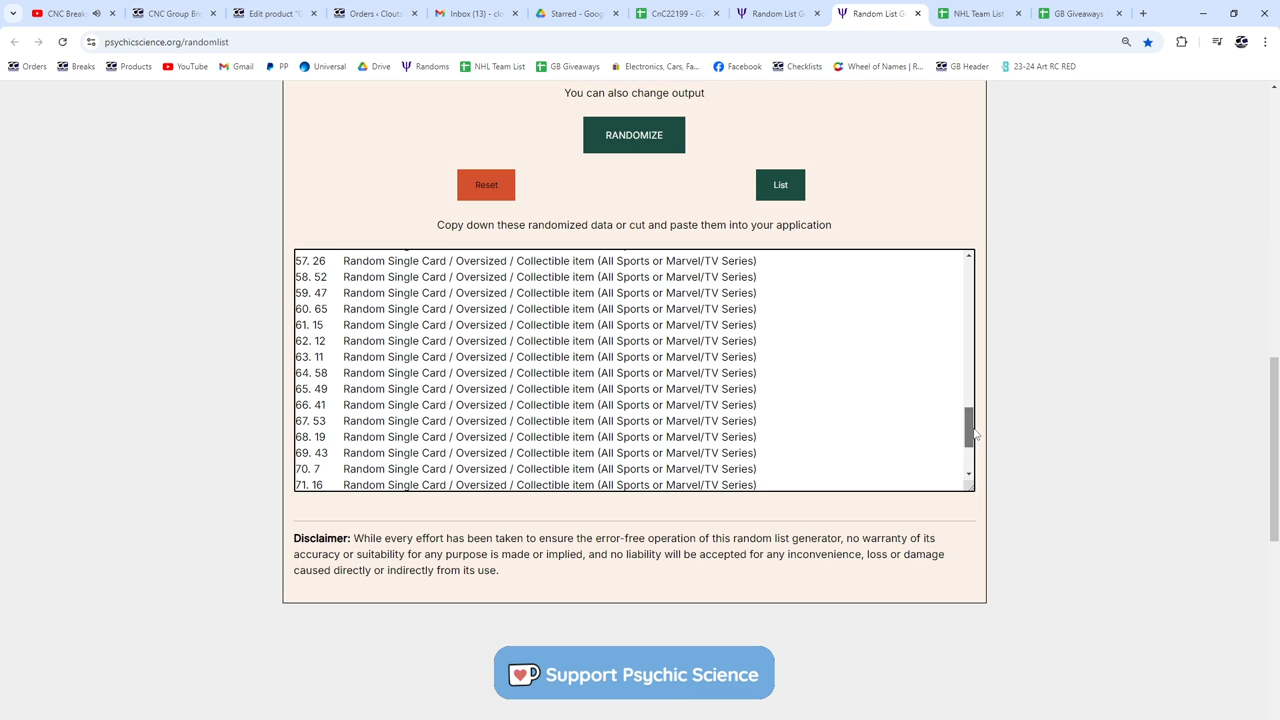 CNC Breake
CNC Group Bre
Edit product "G
Orders ‹ Clouts
Inbox (13) - clo
Starred - Goog
CnC22199 - Go
Random List Ge
Random List Ge
NHL Team List
GB Giveaways
psychicscience.org/randomlist
Orders
Breaks
Products
YouTube
Gmail
PP
Universal
Drive
Randoms
NHL Team List
GB Giveaways
Electronics, Cars, Fa...
Facebook
Checklists
Wheel of Names | R...
GB Header
23-24 Art RC RED
You can also change output
RANDOMIZE
Reset
List
Copy down these randomized data or cut and paste them into your application
57. 26 Random Single Card / Oversized / Collectible item (All Sports or Marvel/TV Series)
58. 52 Random Single Card / Oversized / Collectible item (All Sports or Marvel/TV Series)
59. 47 Random Single Card / Oversized / Collectible item (All Sports or Marvel/TV Series)
60. 65 Random Single Card / Oversized / Collectible item (All Sports or Marvel/TV Series)
61. 15 Random Single Card / Oversized / Collectible item (All Sports or Marvel/TV Series)
62. 12 Random Single Card / Oversized / Collectible item (All Sports or Marvel/TV Series)
63. 11 Random Single Card / Oversized / Collectible item (All Sports or Marvel/TV Series)
64. 58 Random Single Card / Oversized / Collectible item (All Sports or Marvel/TV Series)
65. 49 Random Single Card / Oversized / Collectible item (All Sports or Marvel/TV Series)
66. 41 Random Single Card / Oversized / Collectible item (All Sports or Marvel/TV Series)
67. 53 Random Single Card / Oversized / Collectible item (All Sports or Marvel/TV Series)
68. 19 Random Single Card / Oversized / Collectible item (All Sports or Marvel/TV Series)
69. 43 Random Single Card / Oversized / Collectible item (All Sports or Marvel/TV Series)
70. 7 Random Single Card / Oversized / Collectible item (All Sports or Marvel/TV Series)
71. 16 Random Single Card / Oversized / Collectible item (All Sports or Marvel/TV Series)
Disclaimer: While every effort has been taken to ensure the error-free operation of this random list generator, no warranty of its
accuracy or suitability for any purpose is made or implied, and no liability will be accepted for any inconvenience, loss or damage
caused directly or indirectly from its use.
Support Psychic Science